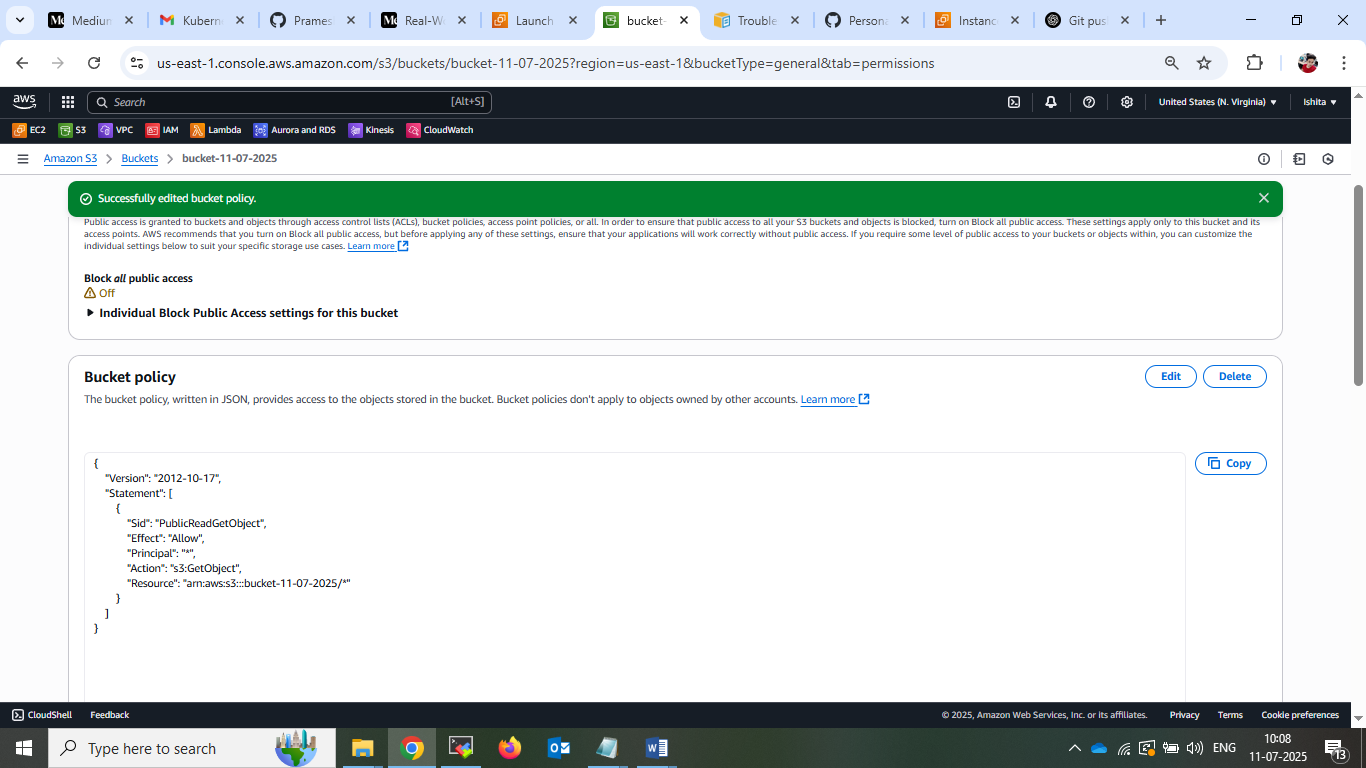 Medium
Kubern
Prames
Real-W
Launch
bucket-
Trouble
Persona
Instanc
Git pus
us-east-1.console.aws.amazon.com/s3/buckets/bucket-11-07-2025?region=us-east-1&bucketType=general&tab=permissions
aws
Search
[Alt+S]
United States (N. Virginia)
Ishita
EC2
S3
VPC
IAM
Lambda
Aurora and RDS
Kinesis
CloudWatch
Amazon S3
Buckets
bucket-11-07-2025
Successfully edited bucket policy.
Public access is granted to buckets and objects through access control lists (ACLs), bucket policies, access point policies, or all. In order to ensure that public access to all your S3 buckets and objects is blocked, turn on Block all public access. These settings apply only to this bucket and its
access points. AWS recommends that you turn on Block all public access, but before applying any of these settings, ensure that your applications will work correctly without public access. If you require some level of public access to your buckets or objects within, you can customize the
individual settings below to suit your specific storage use cases. Learn more
Block all public access
Off
Individual Block Public Access settings for this bucket
Bucket policy
Edit
Delete
The bucket policy, written in JSON, provides access to the objects stored in the bucket. Bucket policies don't apply to objects owned by other accounts. Learn more
Copy
{
"Version": "2012-10-17",
"Statement": [
{
"Sid": "PublicReadGetObject",
"Effect": "Allow",
"Principal": "*",
"Action": "s3:GetObject",
"Resource": "arn:aws:s3:::bucket-11-07-2025/*"
}
]
}
CloudShell
Feedback
© 2025, Amazon Web Services, Inc. or its affiliates.
Privacy
Terms
Cookie preferences
Type here to search
ENG
10:08
11-07-2025
13